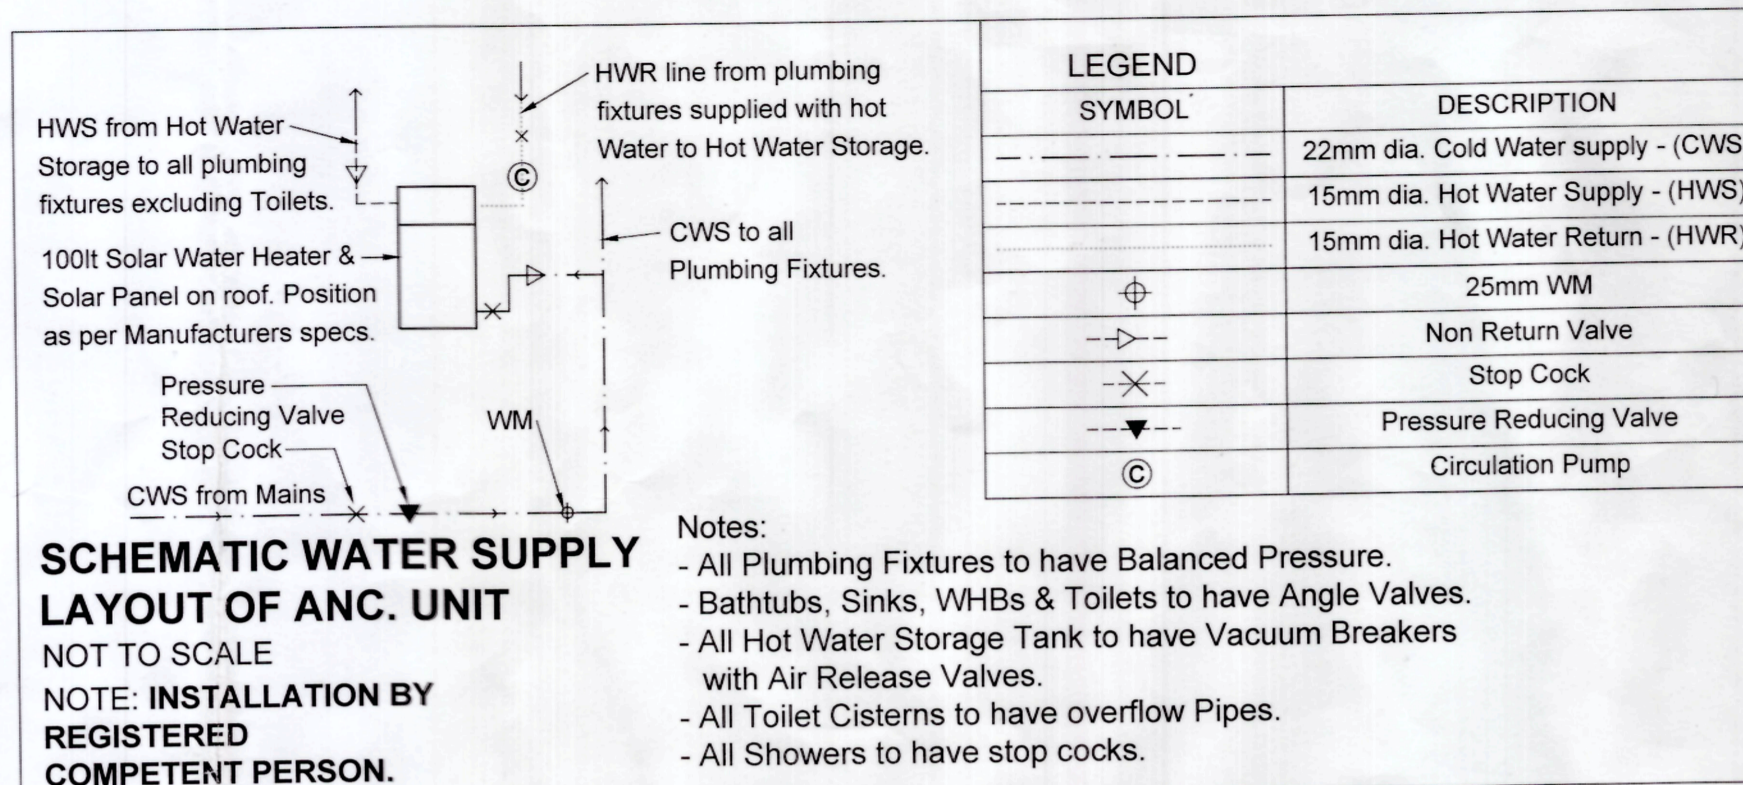 HWS from Hot Water
Storage to all plumbing
fixtures excluding Toilets.
HWR line from plumbing
fixtures supplied with hot
Water to Hot Water Storage.
C
CWS to all
Plumbing Fixtures.
100lt Solar Water Heater &
Solar Panel on roof. Position
as per Manufacturers specs.
Pressure
Reducing Valve
Stop Cock
WM
CWS from Mains
SCHEMATIC WATER SUPPLY
LAYOUT OF ANC. UNIT
NOT TO SCALE
NOTE: INSTALLATION BY
REGISTERED
COMPETENT PERSON.
LEGEND
SYMBOL DESCRIPTION
22mm dia. Cold Water supply - (CWS
15mm dia. Hot Water Supply - (HWS)
15mm dia. Hot Water Return - (HWR)
25mm WM
Non Return Valve
Stop Cock
Pressure Reducing Valve
C Circulation Pump
Notes:
- All Plumbing Fixtures to have Balanced Pressure.
- Bathtubs, Sinks, WHBs & Toilets to have Angle Valves.
- All Hot Water Storage Tank to have Vacuum Breakers
with Air Release Valves.
- All Toilet Cisterns to have overflow Pipes.
- All Showers to have stop cocks.